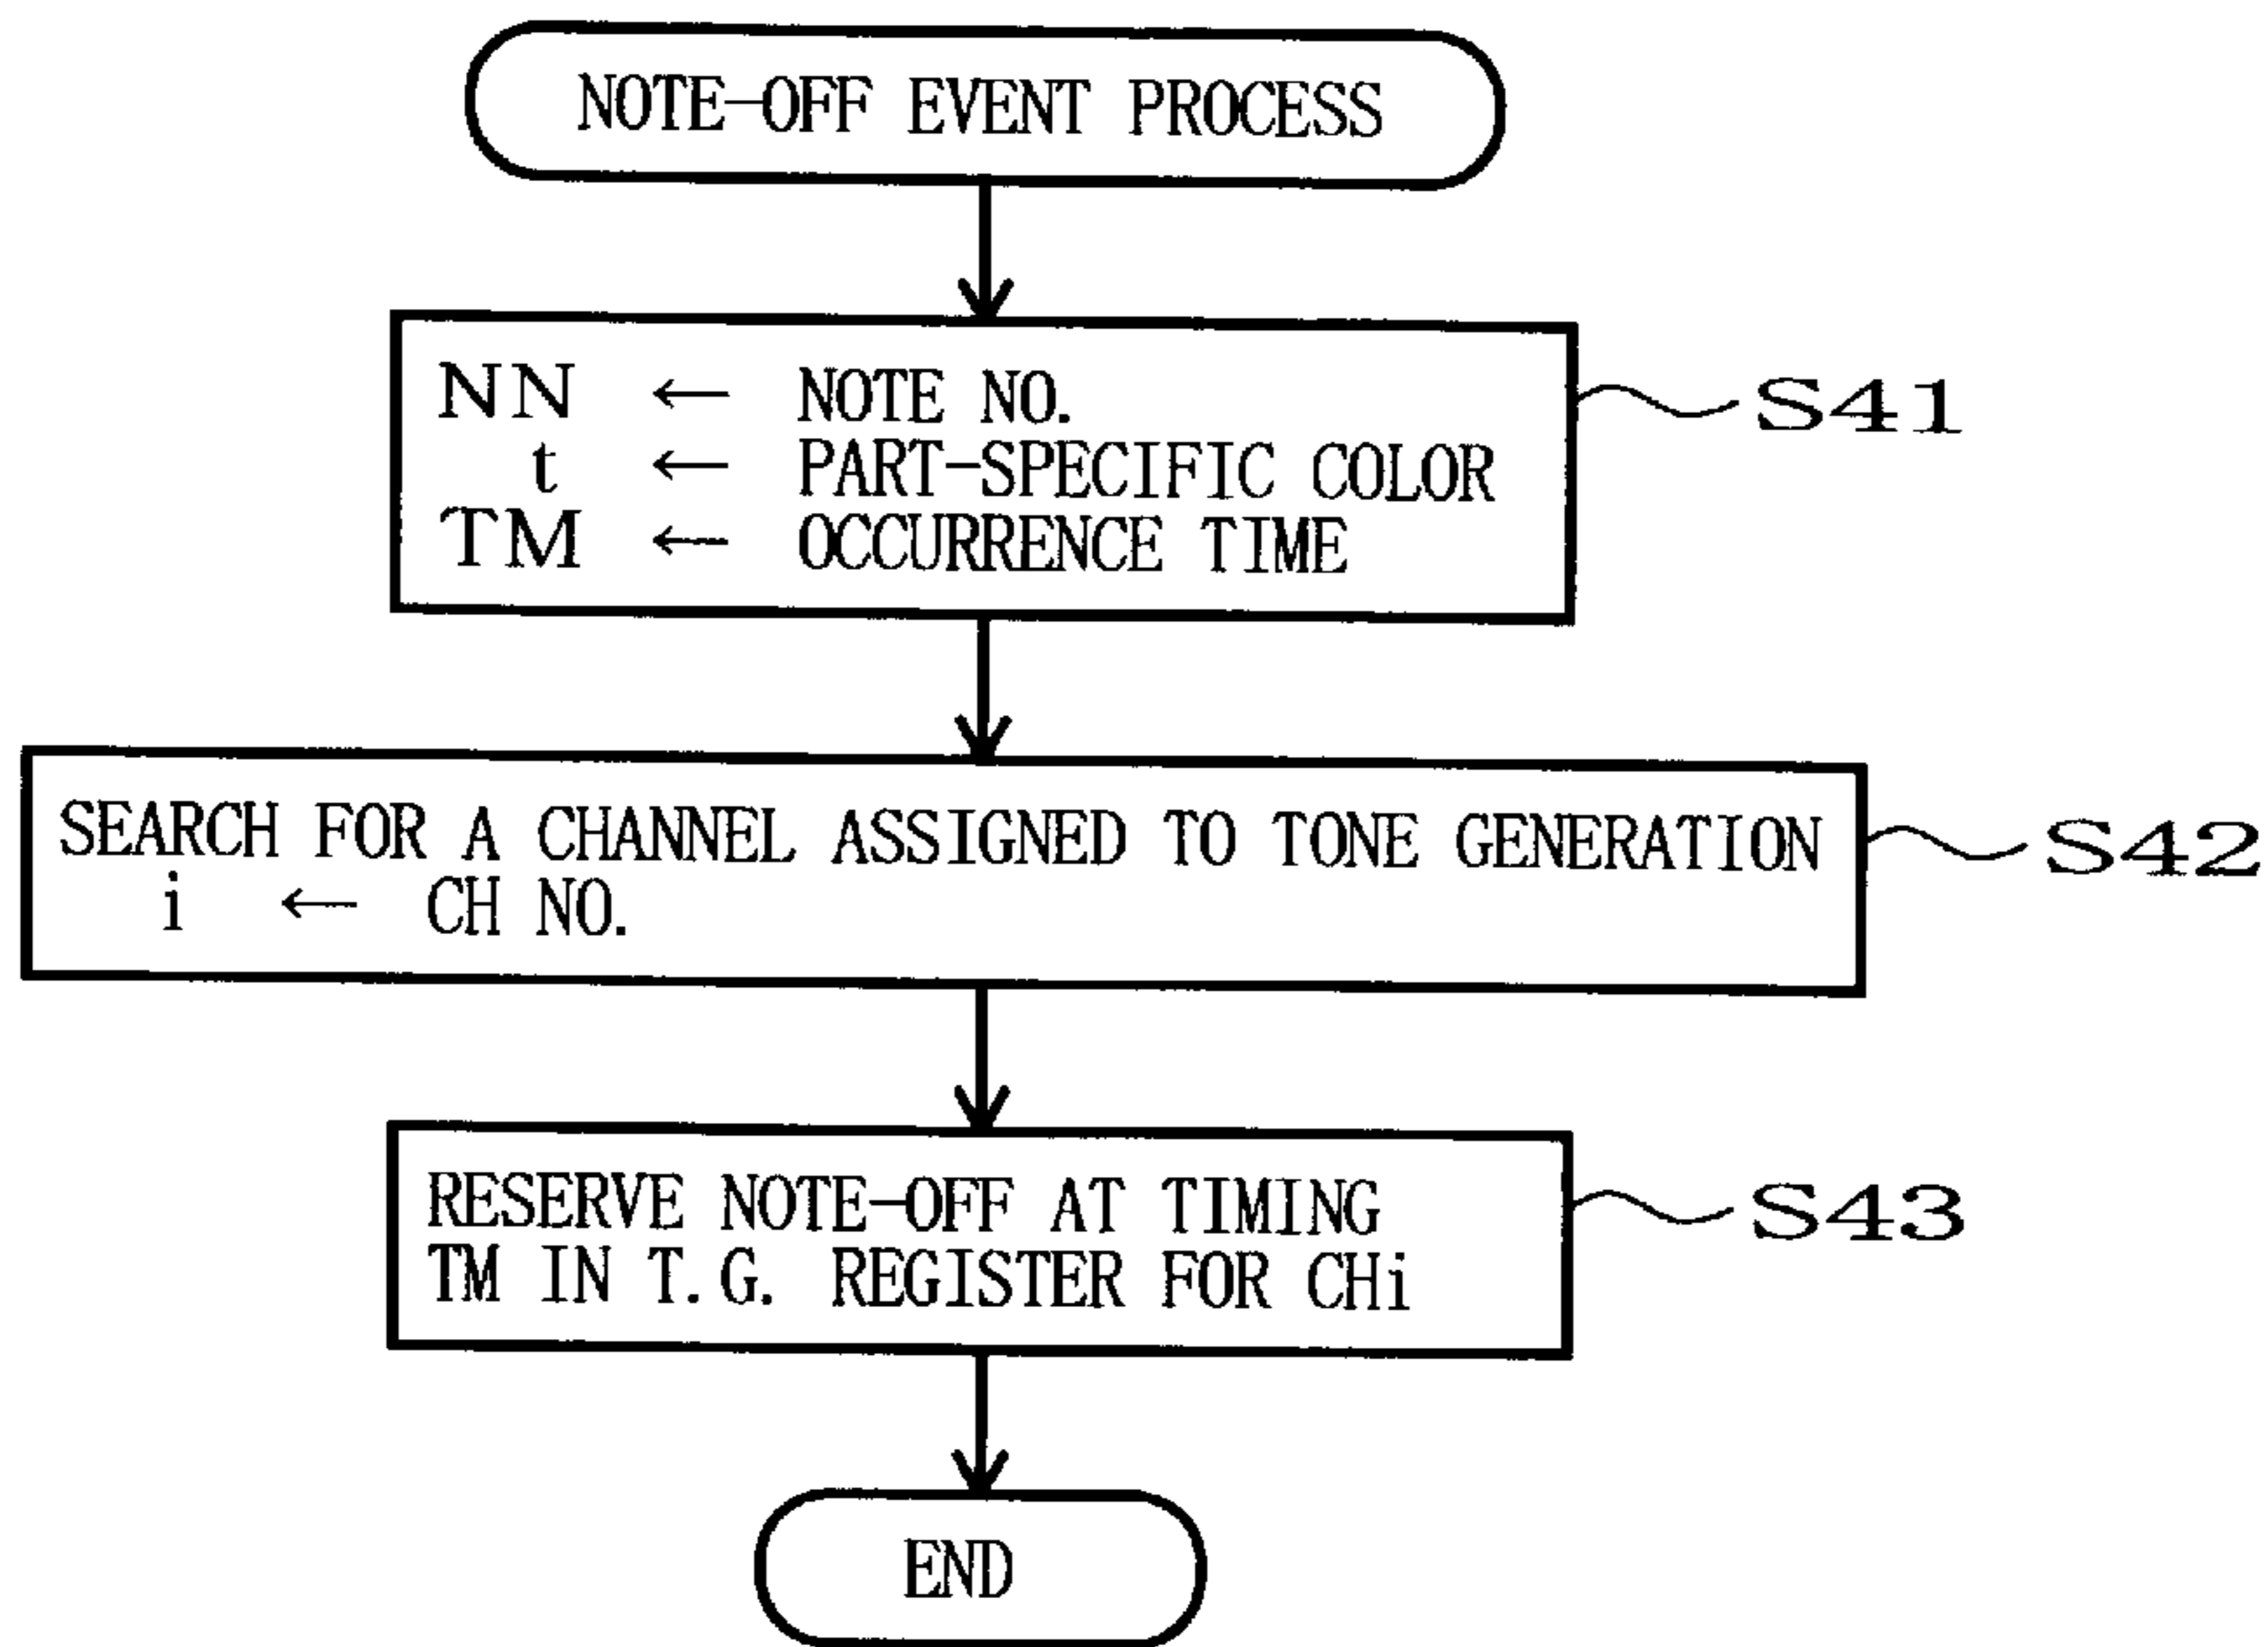 NOTE-OFF EVENT PROCESS
NN ← NOTE NO.
t ← PART-SPECIFIC COLOR
TM ← OCCURRENCE TIME
S41
SEARCH FOR A CHANNEL ASSIGNED TO TONE GENERATION
i ← CH NO.
S42
RESERVE NOTE-OFF AT TIMING
TM IN T.G. REGISTER FOR CHi
S43
END